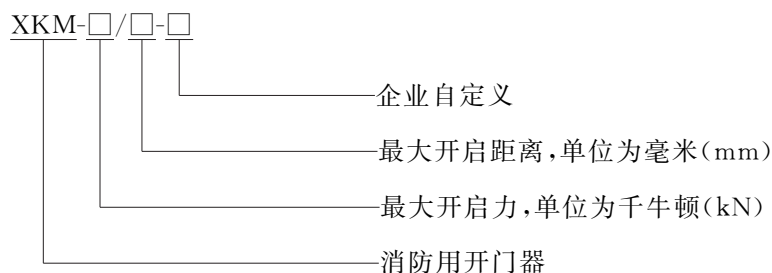 XKM-□/□-□
企业自定义
最大开启距离,单位为毫米(mm)
最大开启力,单位为千牛顿(kN)
消防用开门器